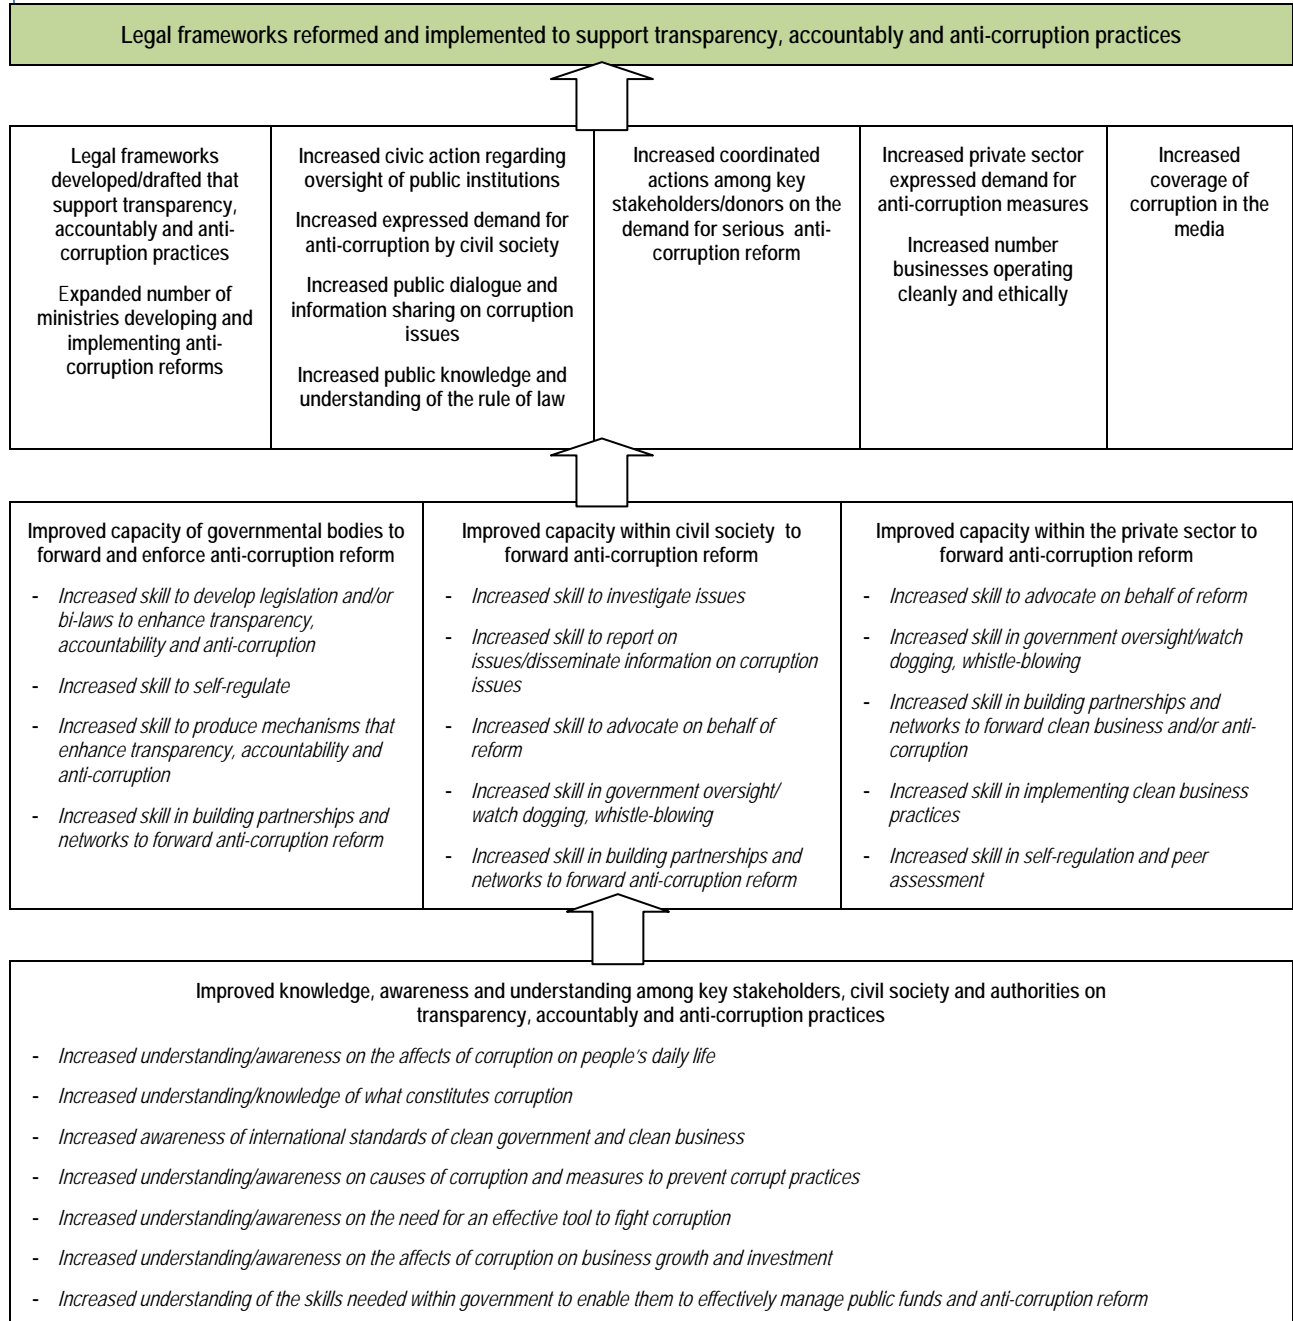 Legal frameworks reformed and implemented to support transparency, accountably and anti-corruption practices
Legal frameworks
developed/drafted that
support transparency,
accountably and anti-
corruption practices
Expanded number of
ministries developing and
implementing anti-
corruption reforms
Increased civic action regarding
oversight of public institutions
Increased expressed demand for
anti-corruption by civil society
Increased public dialogue and
information sharing on corruption
issues
Increased public knowledge and
understanding of the rule of law
Increased coordinated
actions among key
stakeholders/donors on the
demand for serious anti-
corruption reform
Increased private sector
expressed demand for
anti-corruption measures
Increased number
businesses operating
cleanly and ethically
Increased
coverage of
corruption in the
media
Improved capacity of governmental bodies to
forward and enforce anti-corruption reform
- Increased skill to develop legislation and/or
bi-laws to enhance transparency,
accountability and anti-corruption
- Increased skill to self-regulate
- Increased skill to produce mechanisms that
enhance transparency, accountability and
anti-corruption
- Increased skill in building partnerships and
networks to forward anti-corruption reform
Improved capacity within civil society to
forward anti-corruption reform
- Increased skill to investigate issues
- Increased skill to report on
issues/disseminate information on corruption
issues
- Increased skill to advocate on behalf of
reform
- Increased skill in government oversight/
watch dogging, whistle-blowing
- Increased skill in building partnerships and
networks to forward anti-corruption reform
Improved capacity within the private sector to
forward anti-corruption reform
- Increased skill to advocate on behalf of reform
- Increased skill in government oversight/watch
dogging, whistle-blowing
- Increased skill in building partnerships and
networks to forward clean business and/or anti-
corruption
- Increased skill in implementing clean business
practices
- Increased skill in self-regulation and peer
assessment
Improved knowledge, awareness and understanding among key stakeholders, civil society and authorities on
transparency, accountably and anti-corruption practices
- Increased understanding/awareness on the affects of corruption on people's daily life
- Increased understanding/knowledge of what constitutes corruption
- Increased awareness of international standards of clean government and clean business
- Increased understanding/awareness on causes of corruption and measures to prevent corrupt practices
- Increased understanding/awareness on the need for an effective tool to fight corruption
- Increased understanding/awareness on the affects of corruption on business growth and investment
- Increased understanding of the skills needed within government to enable them to effectively manage public funds and anti-corruption reform